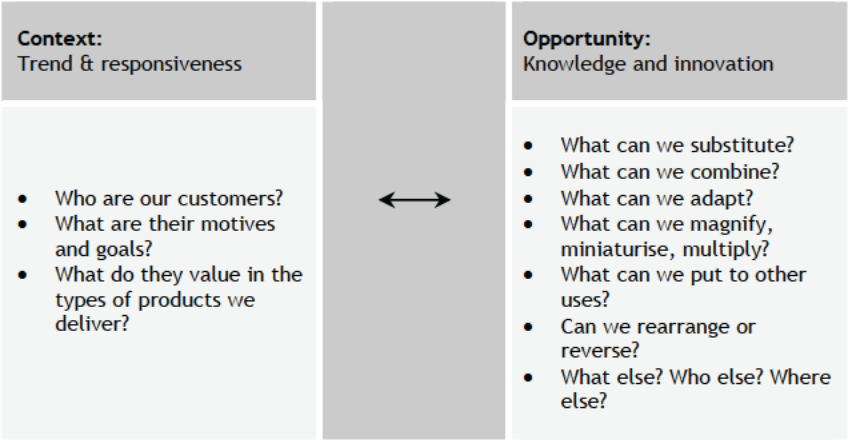 Context:
Trend & responsiveness
• Who are our customers?
• What are their motives
and goals?
• What do they value in the
types of products we
deliver?
Opportunity:
Knowledge and innovation
• What can we substitute?
• What can we combine?
• What can we adapt?
• What can we magnify,
miniaturise, multiply?
• What can we put to other
uses?
• Can we rearrange or
reverse?
• What else? Who else? Where
else?